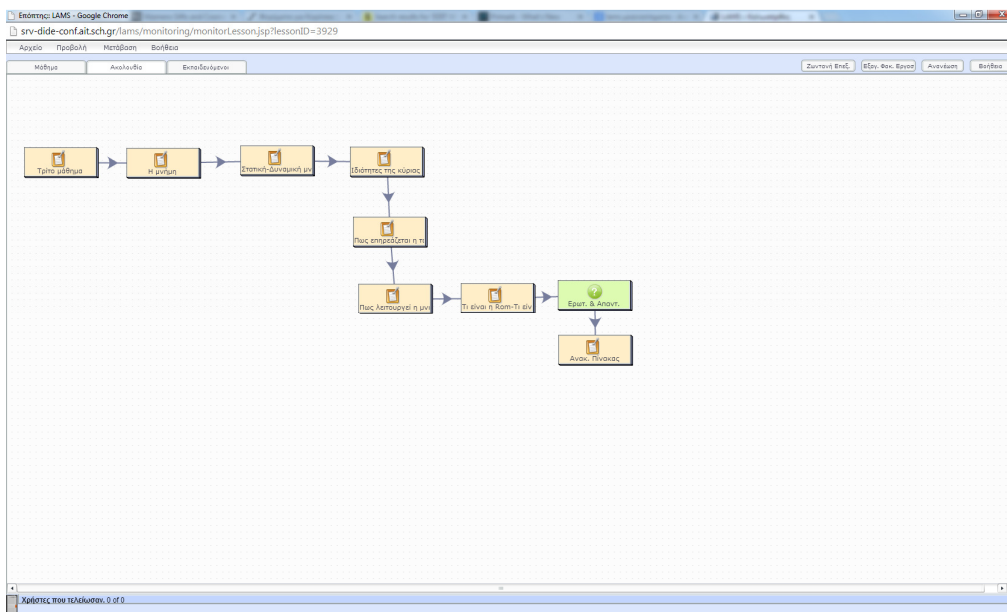 Επόπτης: LAMS - Google Chrome
srv-dide-conf.ait.sch.gr/lams/monitoring/monitorLesson.jsp?lessonID=3929
Αρχείο Προβολή Μετάβαση Βοήθεια
Μάθημα Ακολουθία Εκπαιδευόμενοι Ζωντανή Επεξ. Εξαγ. Φακ. Εργασ Ανανέωση Βοήθεια
Τρίτο μάθημα
Η μνήμη
Στατική-Δυναμική μν
Ιδιότητες της κύριας
Πως επηρεάζεται η τι
Πως λειτουργεί η μνι
Τι είναι η Rom-Τι είν
Ερωτ. & Απαντ.
Ανακ. Πίνακας
Χρήστες που τελείωσαν. 0 of 0